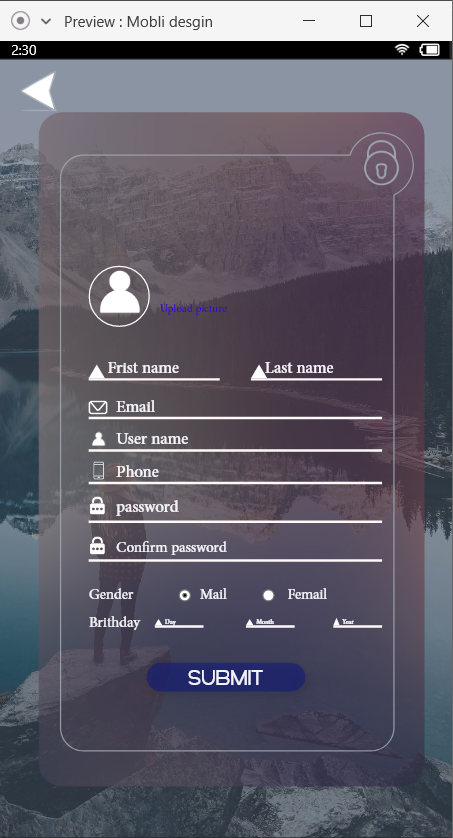 Preview : Mobli desgin
2:30
Upload picture
Frist name Last name
Email
User name
Phone
password
Confirm password
Gender Mail Femail
Brithday Day Month Year
SUBMIT